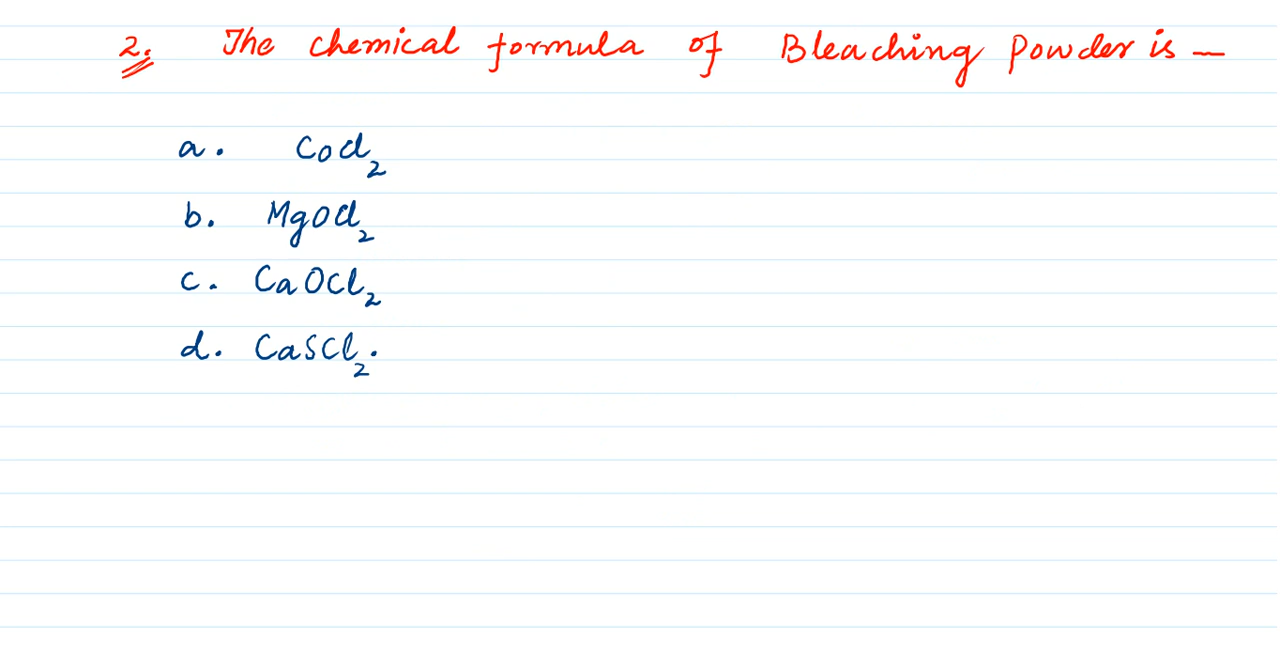 2. The chemical formula of Bleaching Powder is —
a. CoCl₂
b. MgOCl₂
c. CaOCl₂
d. CaSCl₂.